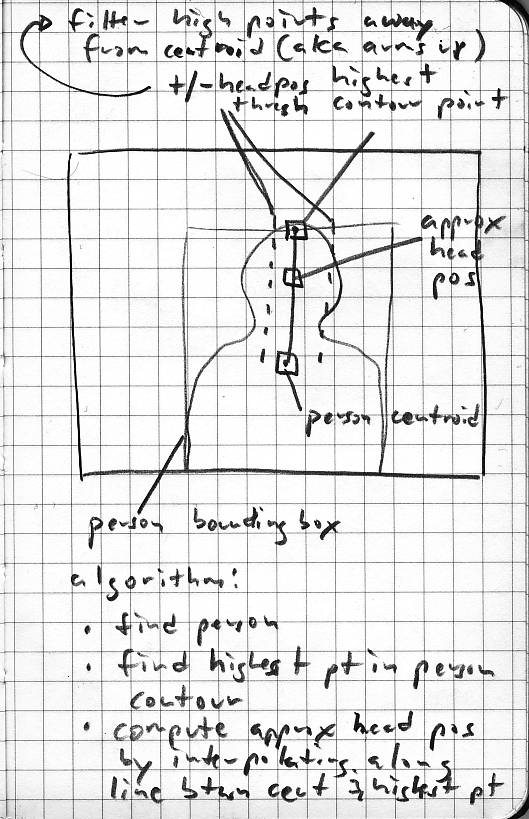 filter high points away
from centroid (aka arms up)
+/- headpos thresh
highest contour point
approx
head
pos
person centroid
person bounding box
algorithm:
• find person
• find highest pt in person
contour
• compute approx head pos
by interpolating along
line btwn cent & highest pt